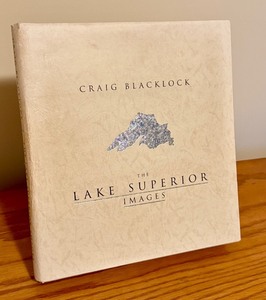 CRAIG BLACKLOCK
THE
LAKE SUPERIOR
IMAGES